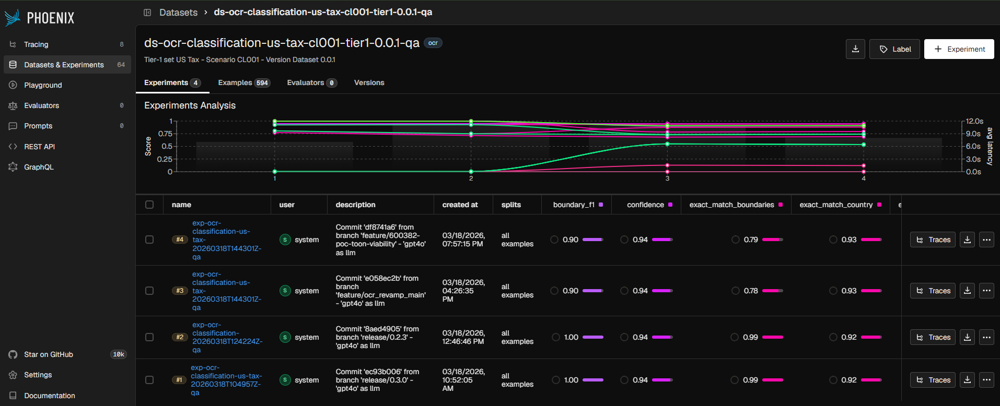 PHOENIX
Tracing 8
Datasets & Experiments 64
Playground
Evaluators 0
Prompts 0
REST API
GraphQL
Star on GitHub 10k
Settings
Documentation
Datasets > ds-ocr-classification-us-tax-cl001-tier1-0.0.1-qa
ds-ocr-classification-us-tax-cl001-tier1-0.0.1-qa ocr
Tier-1 set US Tax - Scenario CL001 - Version Dataset 0.0.1
Label
+ Experiment
Experiments 4 Examples 594 Evaluators 0 Versions
Experiments Analysis
Score
1
0.75
0.5
0.25
0
1 2 3 4
12.0s
9.0s
6.0s
3.0s
0.0s
avg latency
name user description created at splits boundary_f1 confidence exact_match_boundaries exact_match_country
#4
exp-ocr-
classification-us-
tax-
20260318T144301Z-
qa
S system
Commit 'df8741a6' from
branch 'feature/600382-
poc-toon-viability' - 'gpt4o'
as llm
03/18/2026,
07:57:15 PM
all
examples
0.90 0.94 0.79 0.93
Traces
#3
exp-ocr-
classification-us-
tax-
20260318T144301Z-
qa
S system
Commit 'e058ec2b' from
branch
'feature/ocr_revamp_main'
- 'gpt4o' as llm
03/18/2026,
04:26:35
PM
all
examples
0.90 0.94 0.78 0.93
Traces
#2
exp-ocr-
classification-
20260318T124224Z-
qa
S system
Commit '8aed4905' from
branch 'release/0.2.3' -
'gpt4o' as llm
03/18/2026,
12:46:46 PM
all
examples
1.00 0.94 0.99 0.92
Traces
#1
exp-ocr-
classification-us-tax-
20260318T104957Z-
qa
S system
Commit 'ec93b006' from
branch 'release/0.3.0' -
'gpt4o' as llm
03/18/2026,
10:52:05
AM
all
examples
1.00 0.94 0.99 0.92
Traces